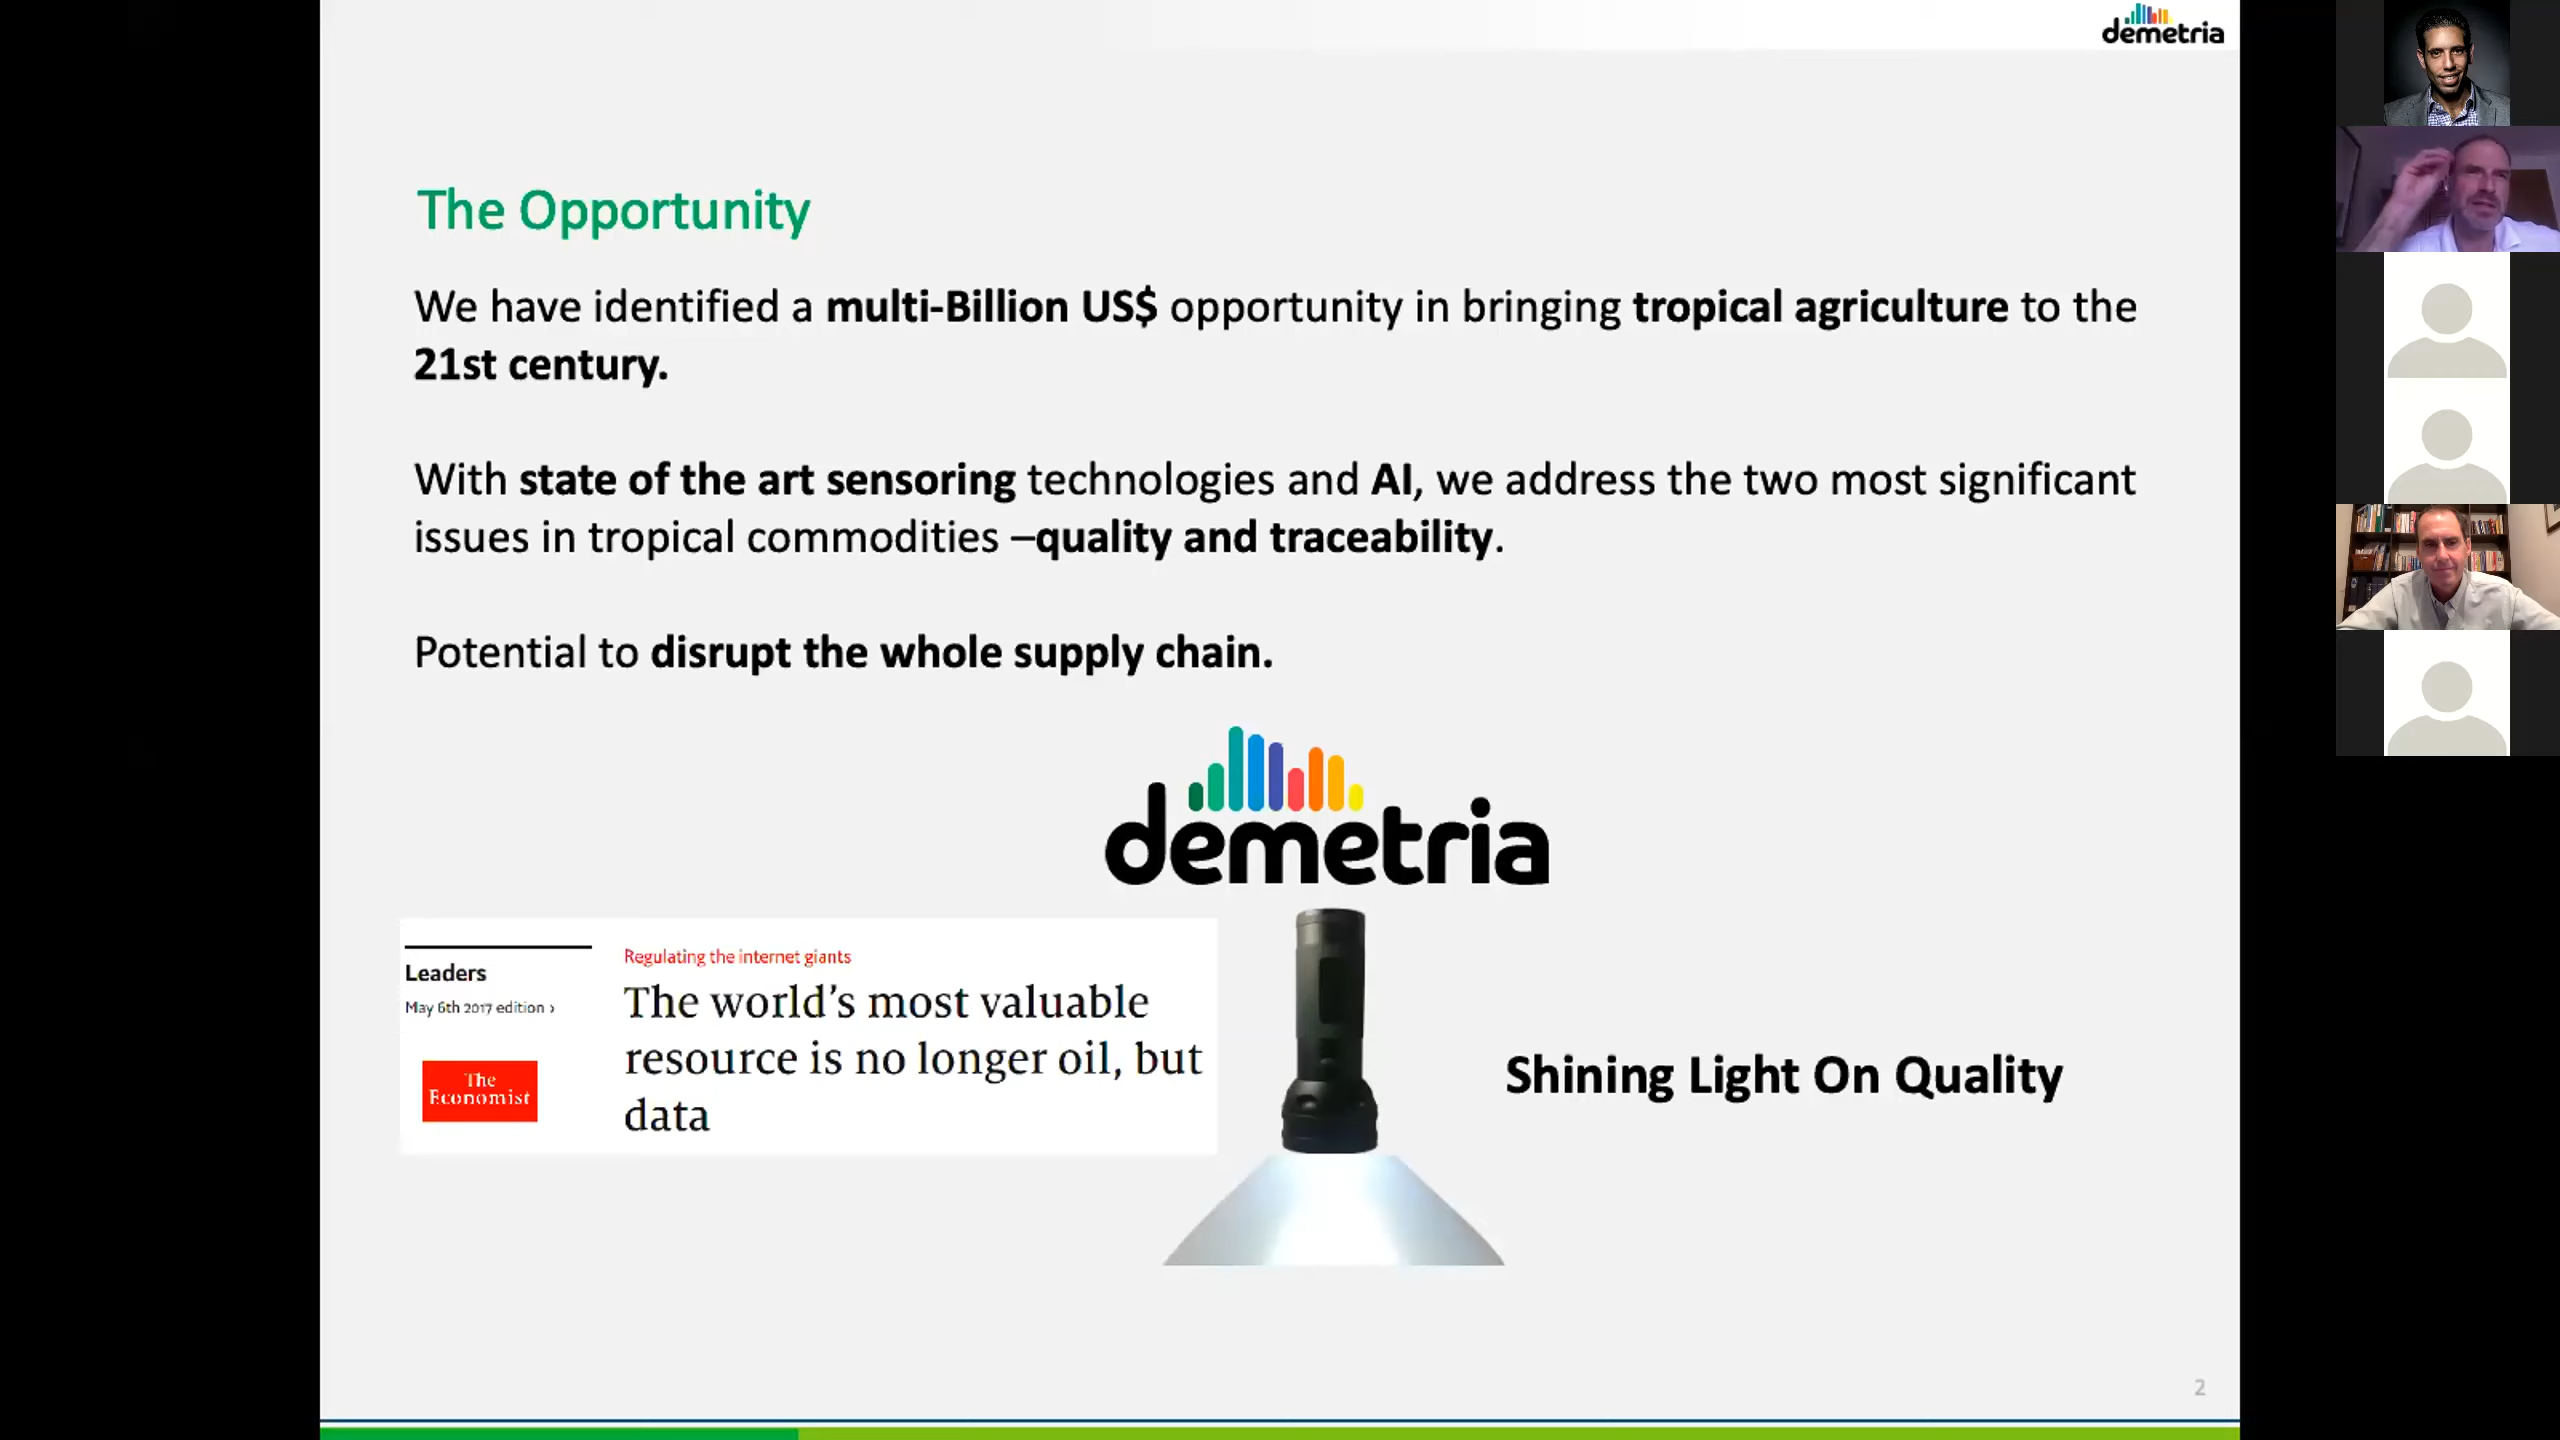 demetria
The Opportunity
We have identified a multi-Billion US$ opportunity in bringing tropical agriculture to the
21st century.
With state of the art sensoring technologies and AI, we address the two most significant
issues in tropical commodities –quality and traceability.
Potential to disrupt the whole supply chain.
demetria
Leaders
May 6th 2017 edition ›
The
Economist
Regulating the internet giants
The world’s most valuable
resource is no longer oil, but
data
Shining Light On Quality
2